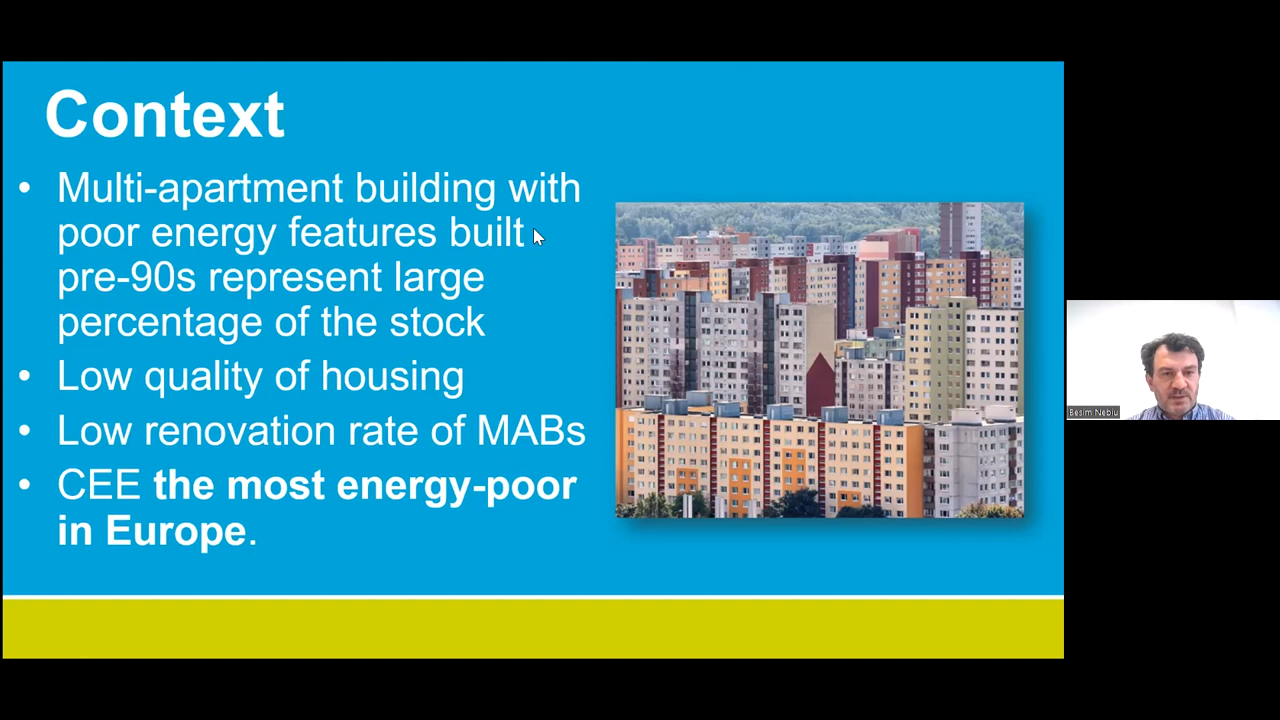 Context
• Multi-apartment building with
poor energy features built
pre-90s represent large
percentage of the stock
• Low quality of housing
• Low renovation rate of MABs
• CEE the most energy-poor
in Europe.
Besim Nebiu